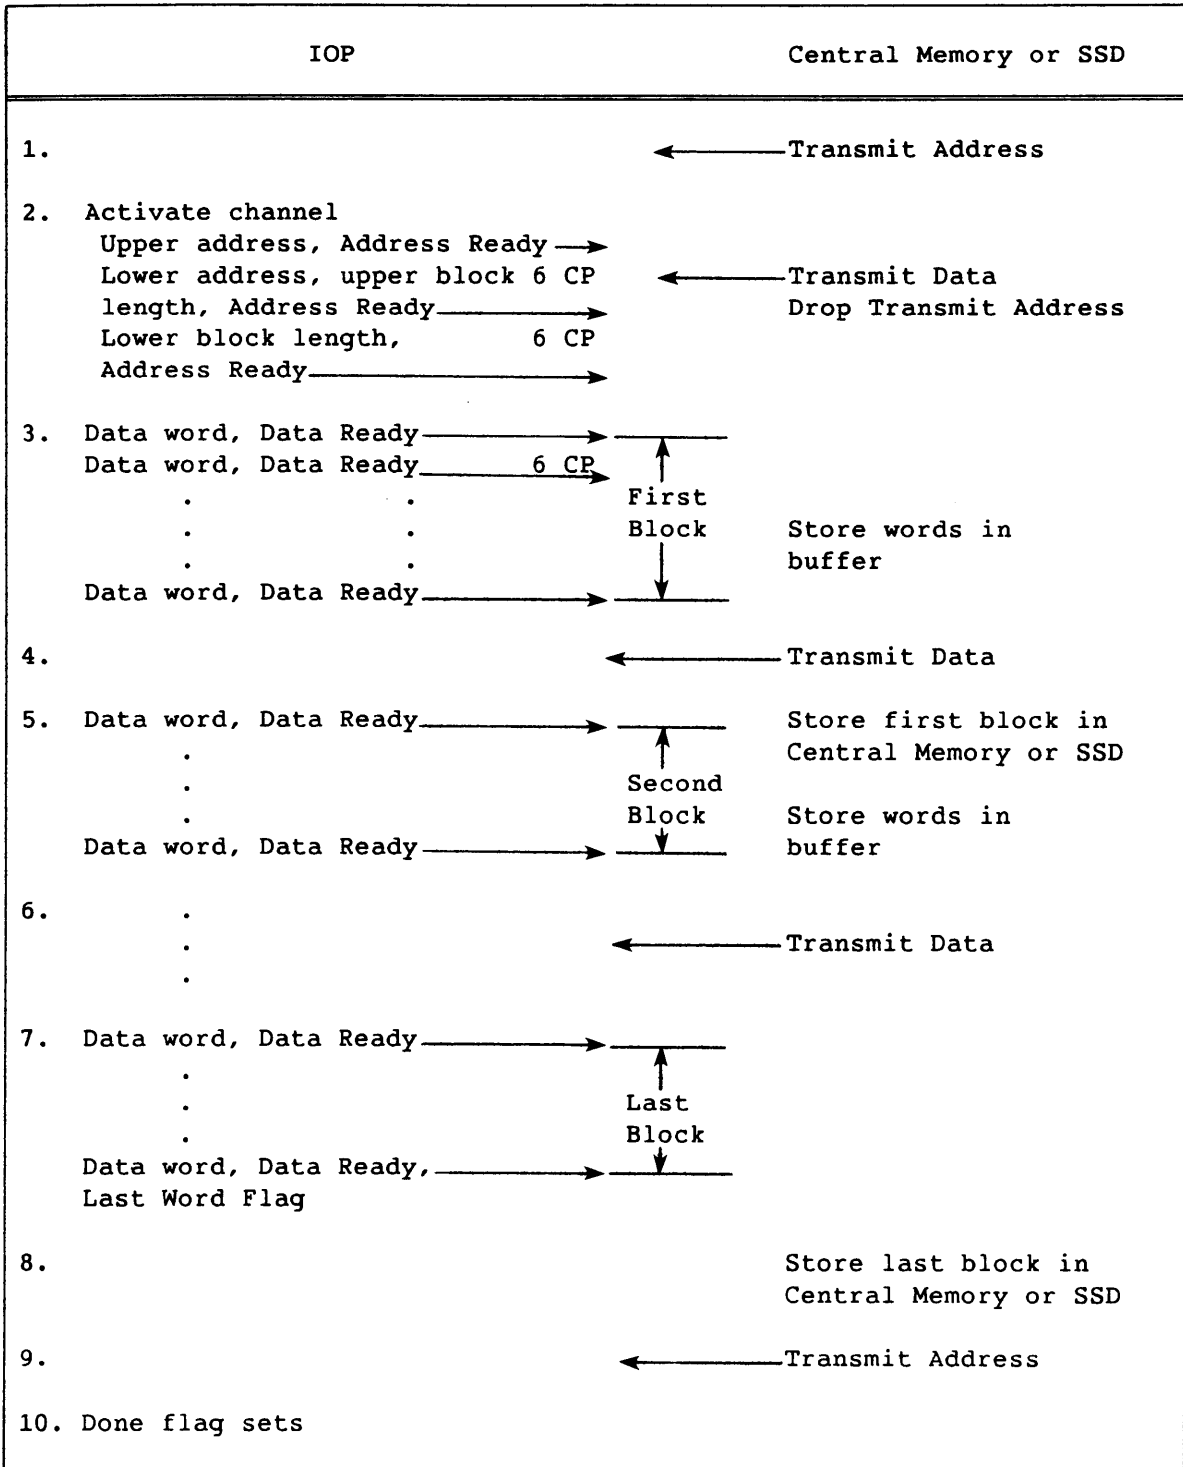 IOP Central Memory or SSD
1. Transmit Address
2. Activate channel
Upper address, Address Ready
Lower address, upper block 6 CP Transmit Data
length, Address Ready Drop Transmit Address
Lower block length, 6 CP
Address Ready
3. Data word, Data Ready
Data word, Data Ready 6 CP
. . First
. . Block Store words in
. . buffer
Data word, Data Ready
4. Transmit Data
5. Data word, Data Ready Store first block in
. Central Memory or SSD
. Second
. Block Store words in
Data word, Data Ready buffer
6. .
. Transmit Data
.
7. Data word, Data Ready
.
. Last
. Block
Data word, Data Ready,
Last Word Flag
8. Store last block in
Central Memory or SSD
9. Transmit Address
10. Done flag sets